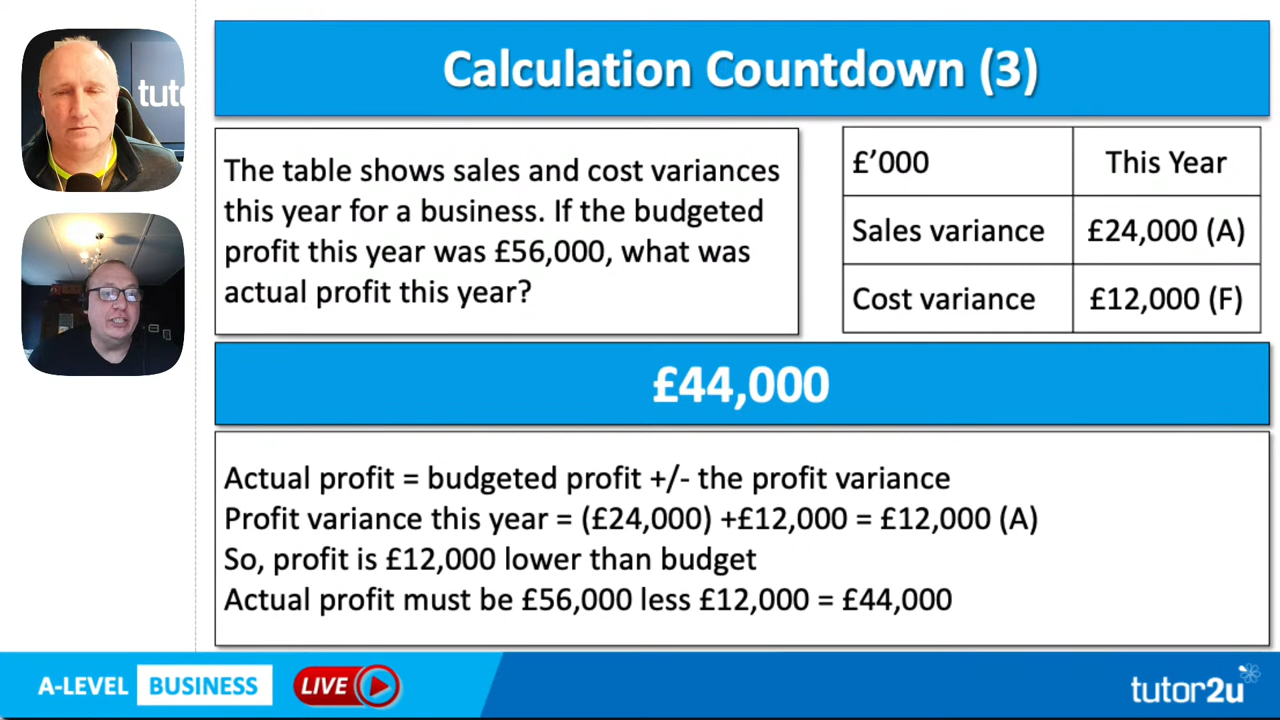 Calculation Countdown (3)
tut
The table shows sales and cost variances
this year for a business. If the budgeted
profit this year was £56,000, what was
actual profit this year?
£’000 This Year
Sales variance £24,000 (A)
Cost variance £12,000 (F)
£44,000
Actual profit = budgeted profit +/- the profit variance
Profit variance this year = (£24,000) +£12,000 = £12,000 (A)
So, profit is £12,000 lower than budget
Actual profit must be £56,000 less £12,000 = £44,000
A-LEVEL BUSINESS LIVE
tutor2u